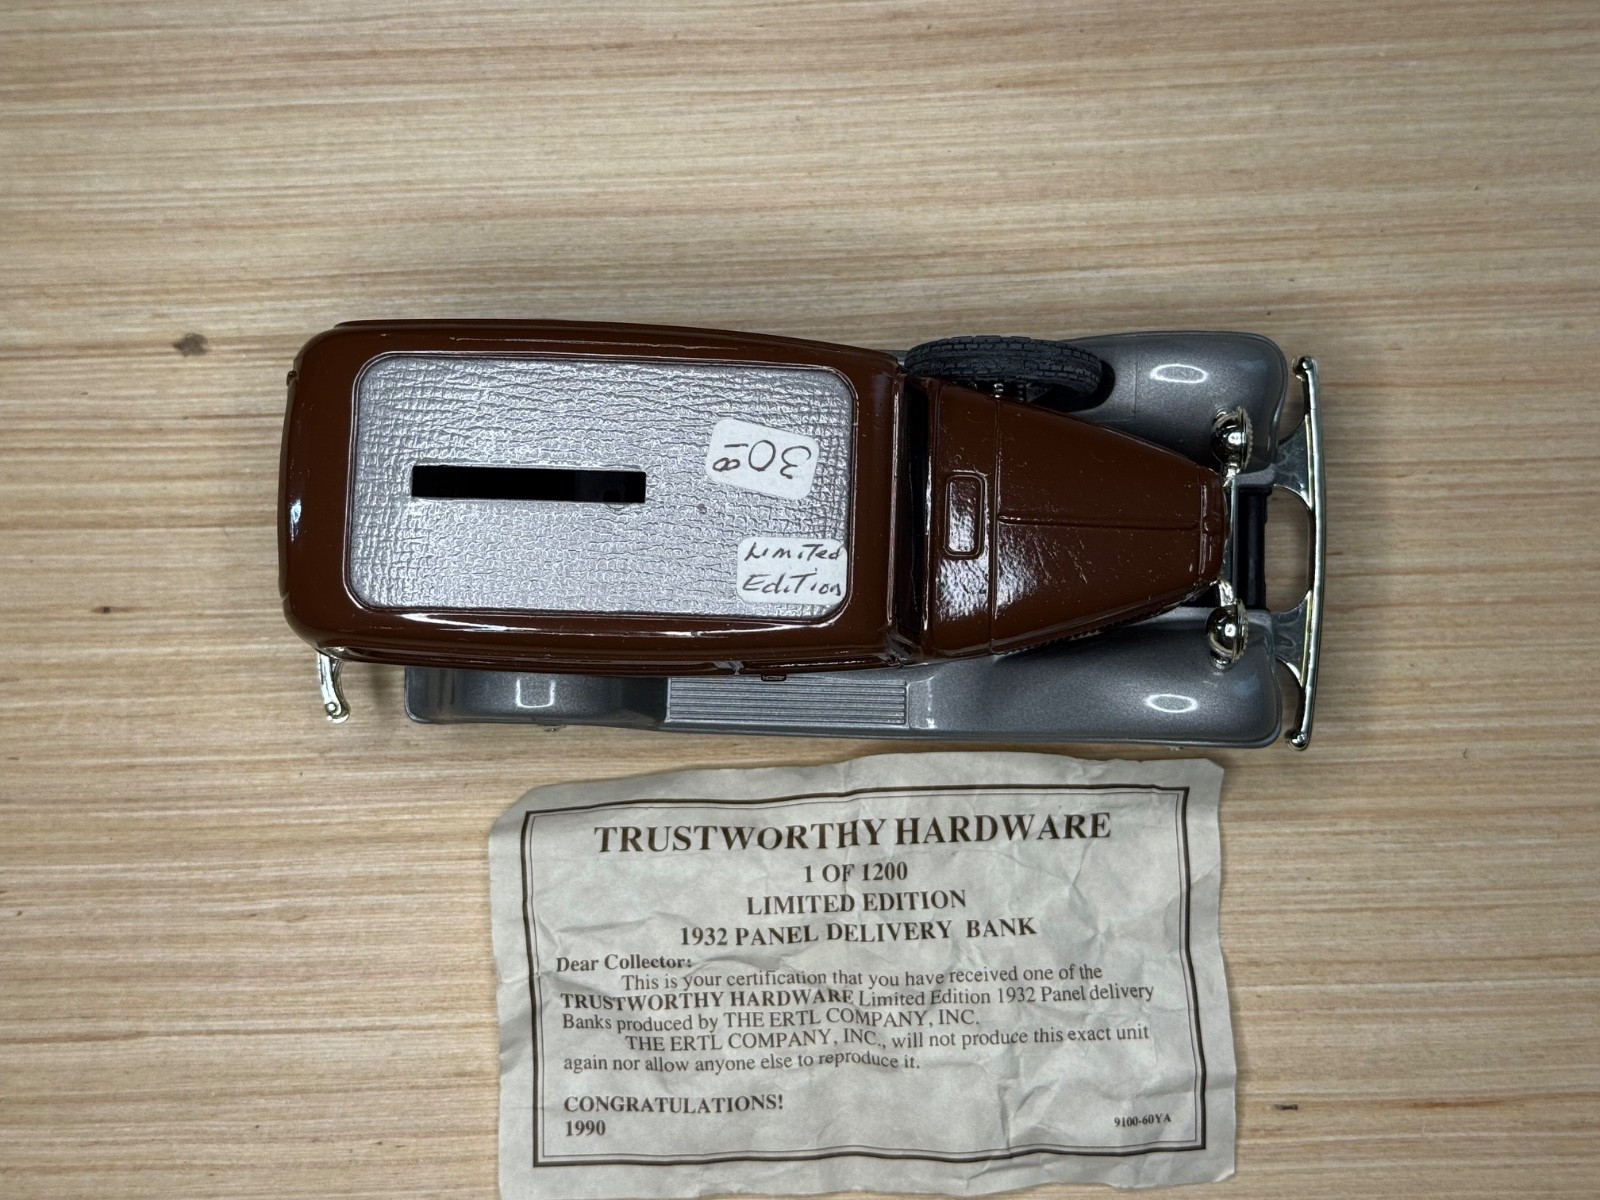 30.00
Limited
Edition
TRUSTWORTHY HARDWARE
1 OF 1200
LIMITED EDITION
1932 PANEL DELIVERY BANK
Dear Collector:
This is your certification that you have received one of the
TRUSTWORTHY HARDWARE Limited Edition 1932 Panel delivery
Banks produced by THE ERTL COMPANY, INC.
THE ERTL COMPANY, INC., will not produce this exact unit
again nor allow anyone else to reproduce it.
CONGRATULATIONS!
1990
9100-60YA